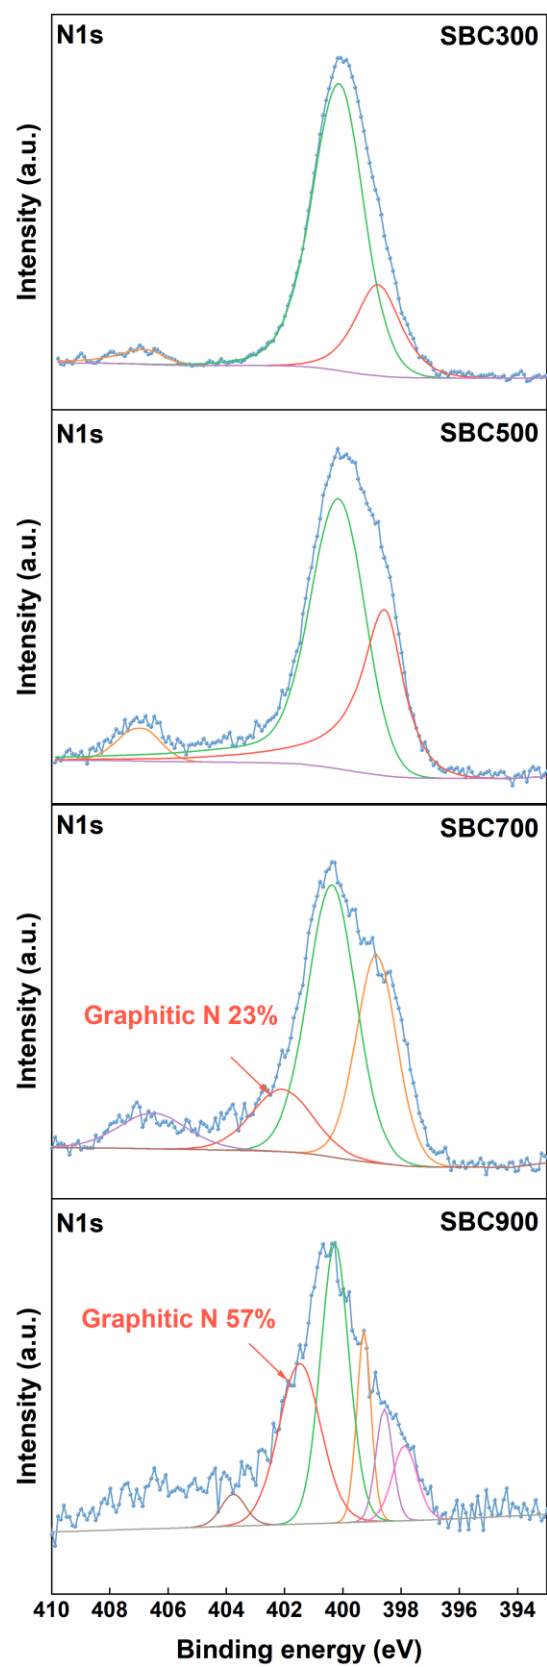 N1s SBC300
Intensity (a.u.)
N1s SBC500
Intensity (a.u.)
N1s SBC700
Graphitic N 23%
Intensity (a.u.)
N1s SBC900
Graphitic N 57%
Intensity (a.u.)
410 408 406 404 402 400 398 396 394
Binding energy (eV)